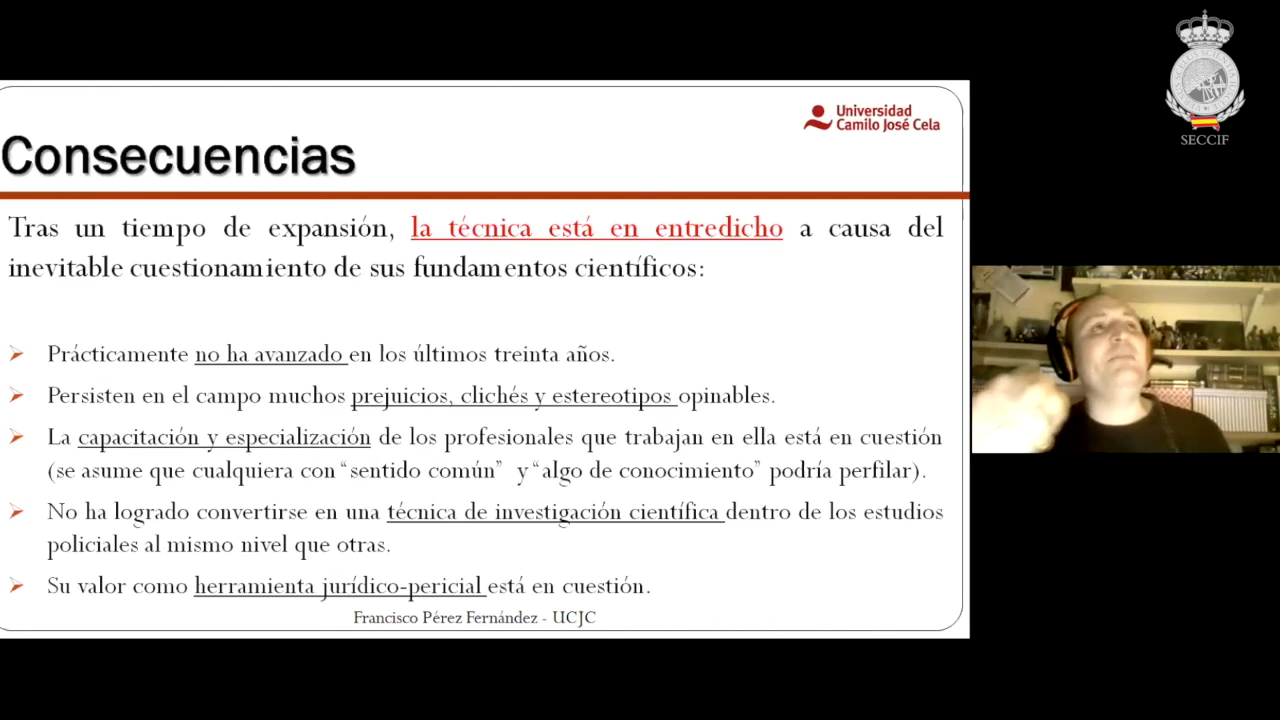 Universidad
Camilo José Cela
SECCIF
Consecuencias
Tras un tiempo de expansión, la técnica está en entredicho a causa del
inevitable cuestionamiento de sus fundamentos científicos:
➢ Prácticamente no ha avanzado en los últimos treinta años.
➢ Persisten en el campo muchos prejuicios, clichés y estereotipos opinables.
➢ La capacitación y especialización de los profesionales que trabajan en ella está en cuestión
(se asume que cualquiera con “sentido común” y “algo de conocimiento” podría perfilar).
➢ No ha logrado convertirse en una técnica de investigación científica dentro de los estudios
policiales al mismo nivel que otras.
➢ Su valor como herramienta jurídico-pericial está en cuestión.
Francisco Pérez Fernández - UCJC